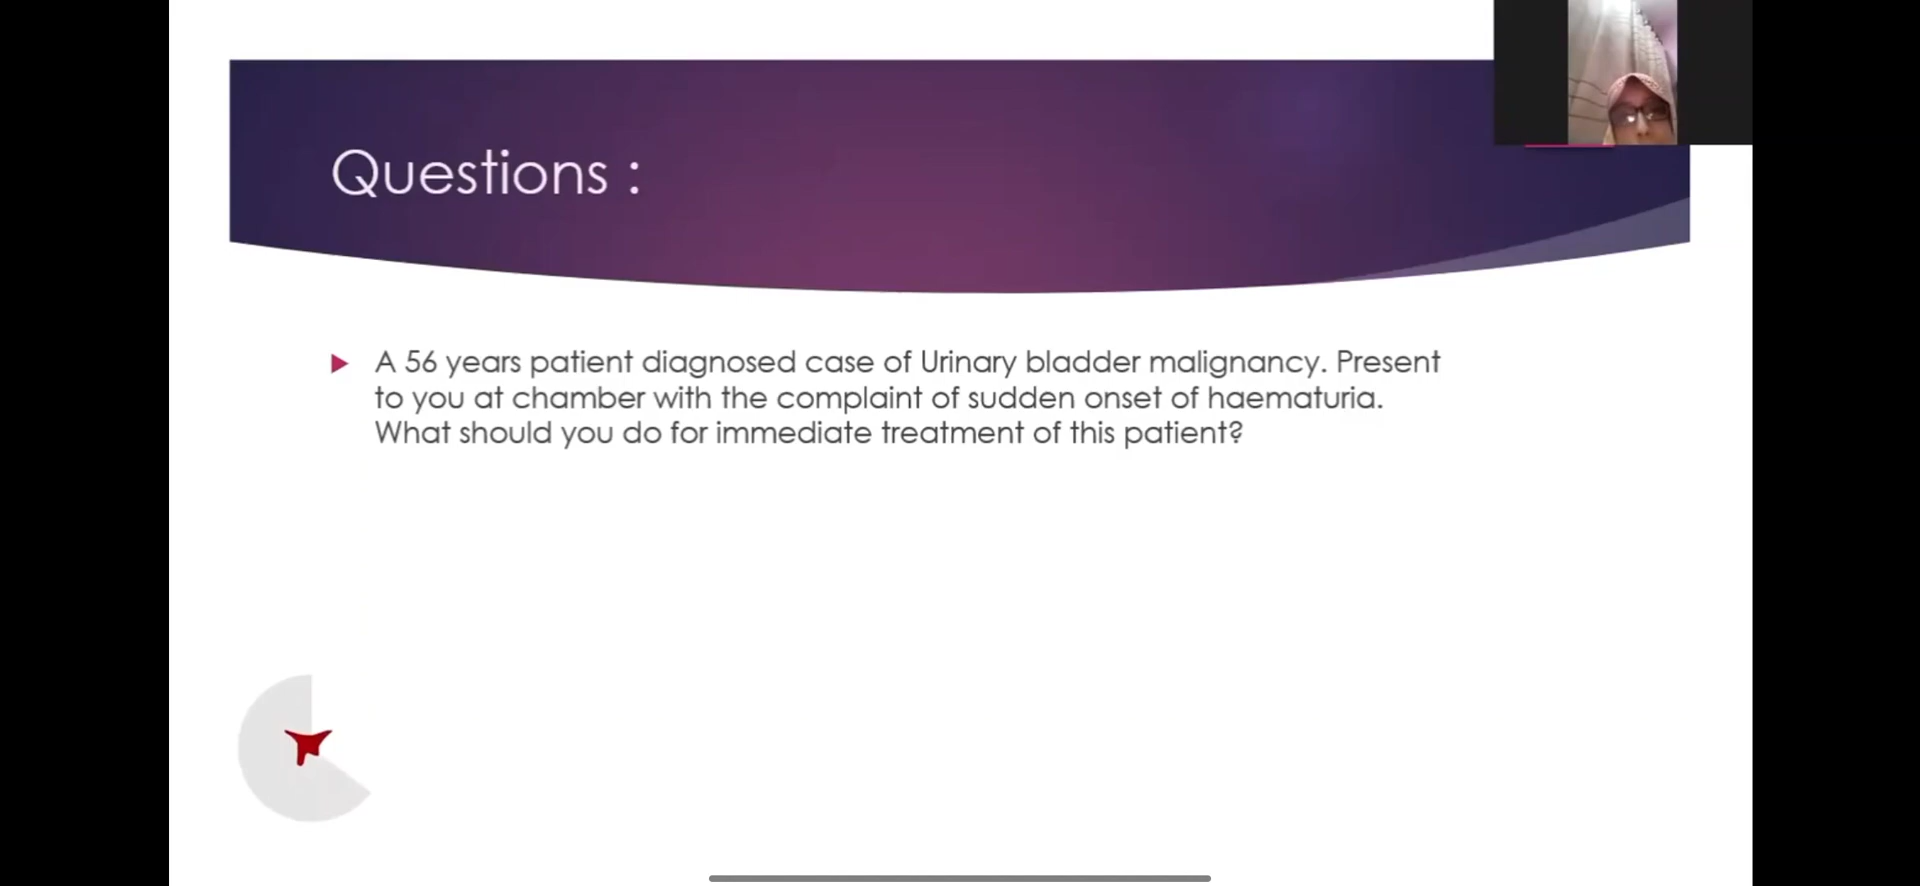 Questions :
A 56 years patient diagnosed case of Urinary bladder malignancy. Present
to you at chamber with the complaint of sudden onset of haematuria.
What should you do for immediate treatment of this patient?